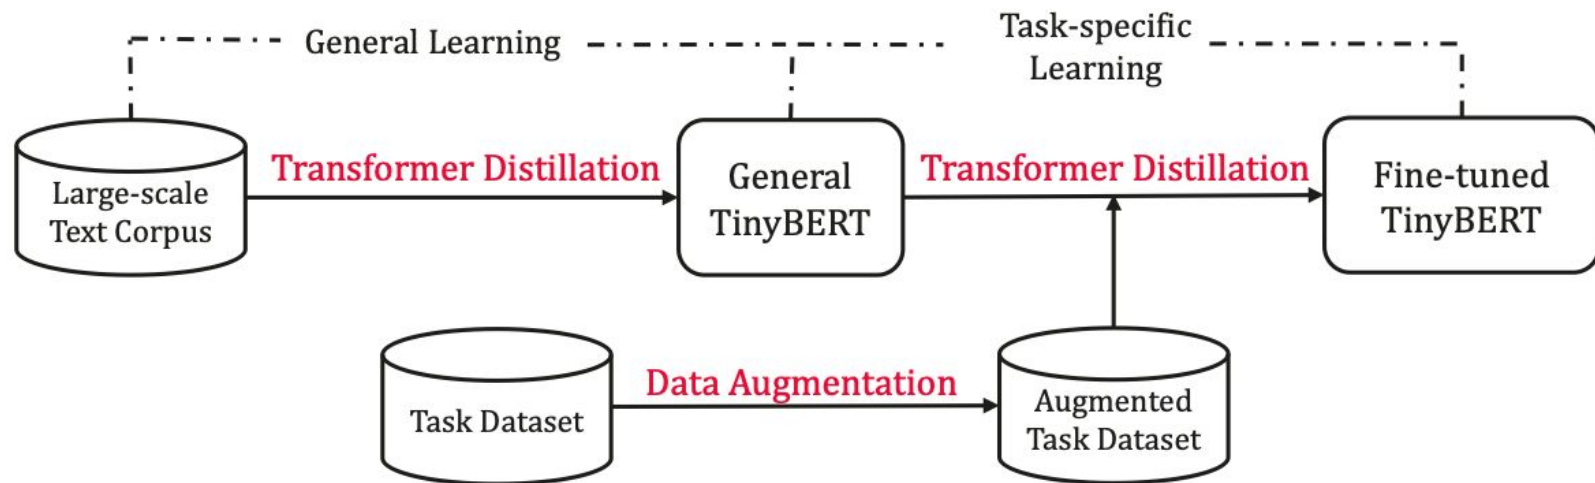 General Learning
Task-specific
Learning
Large-scale
Text Corpus
Transformer Distillation
General
TinyBERT
Transformer Distillation
Fine-tuned
TinyBERT
Task Dataset
Data Augmentation
Augmented
Task Dataset